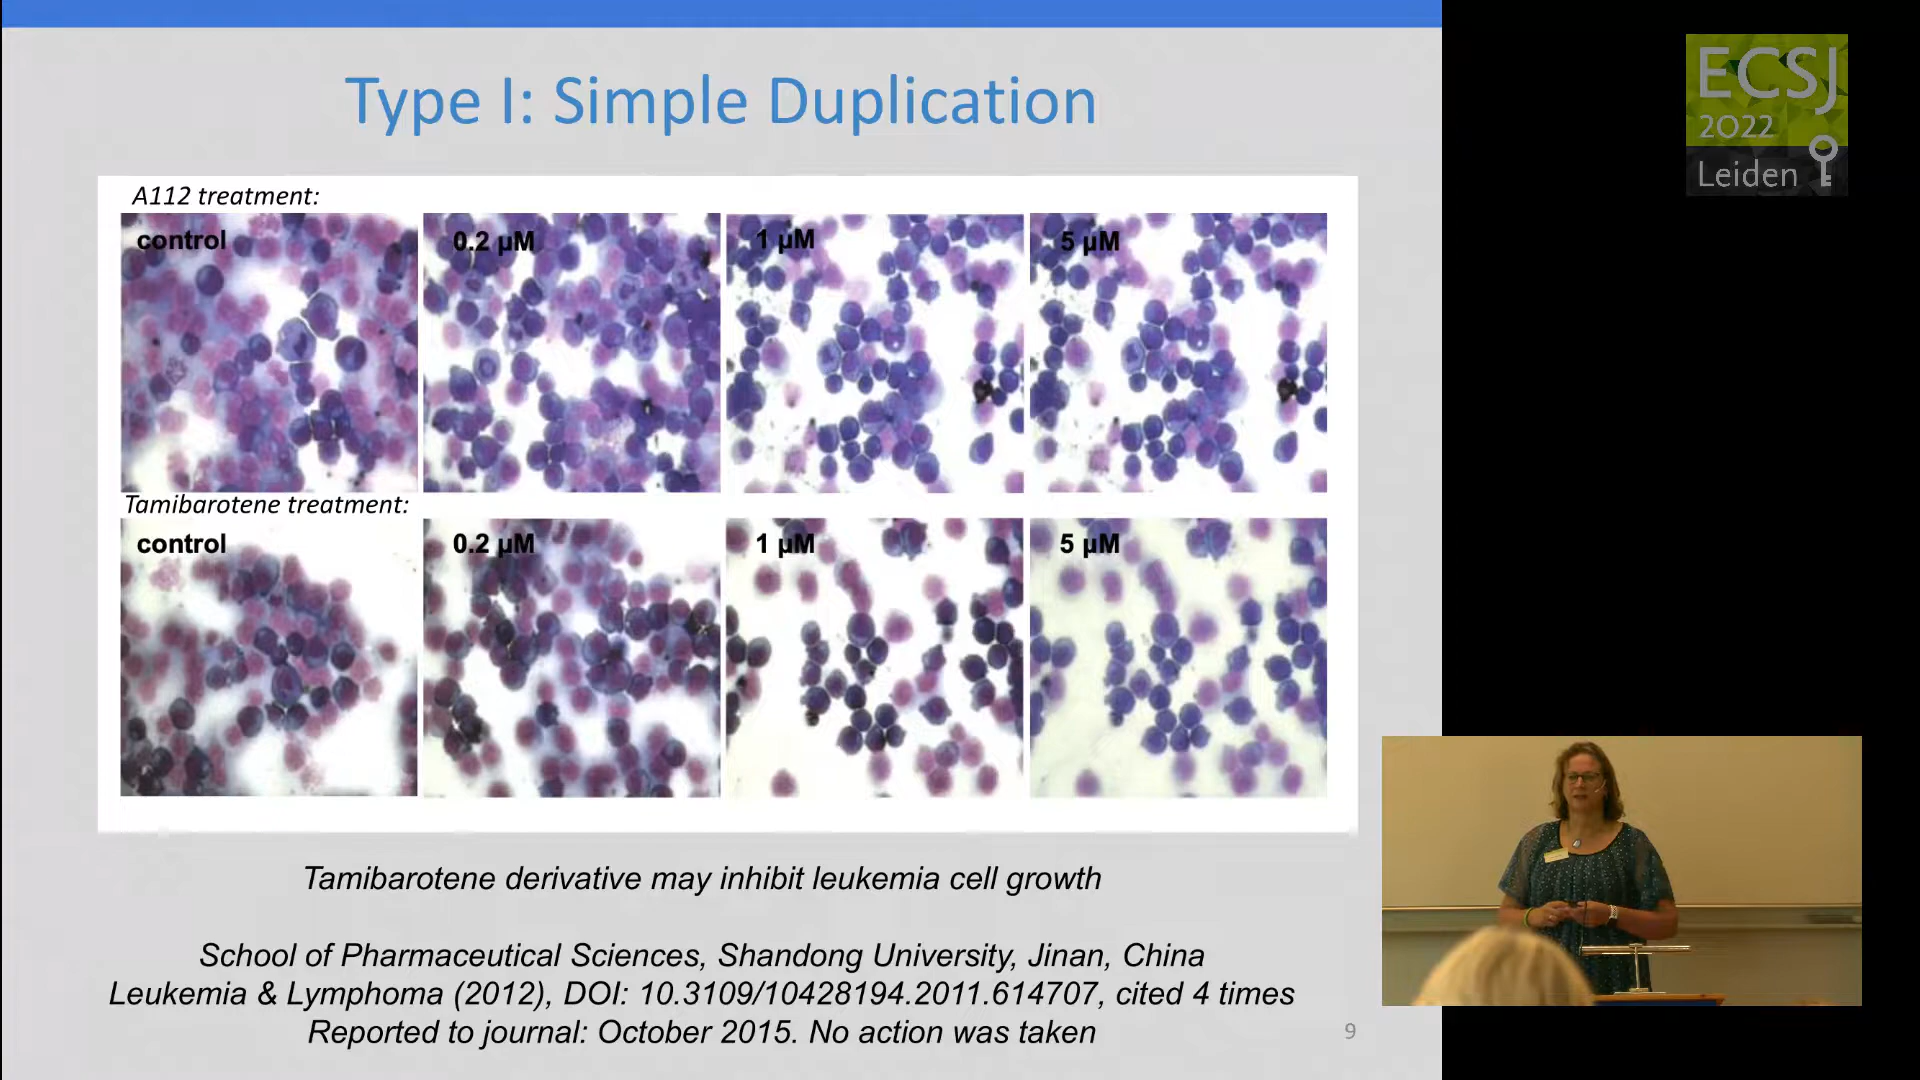 Type I: Simple Duplication
ECSJ
2022
Leiden
A112 treatment:
control
0.2 µM
1 µM
5 µM
Tamibarotene treatment:
control
0.2 µM
1 µM
5 µM
Tamibarotene derivative may inhibit leukemia cell growth
School of Pharmaceutical Sciences, Shandong University, Jinan, China
Leukemia & Lymphoma (2012), DOI: 10.3109/10428194.2011.614707, cited 4 times
Reported to journal: October 2015. No action was taken
9